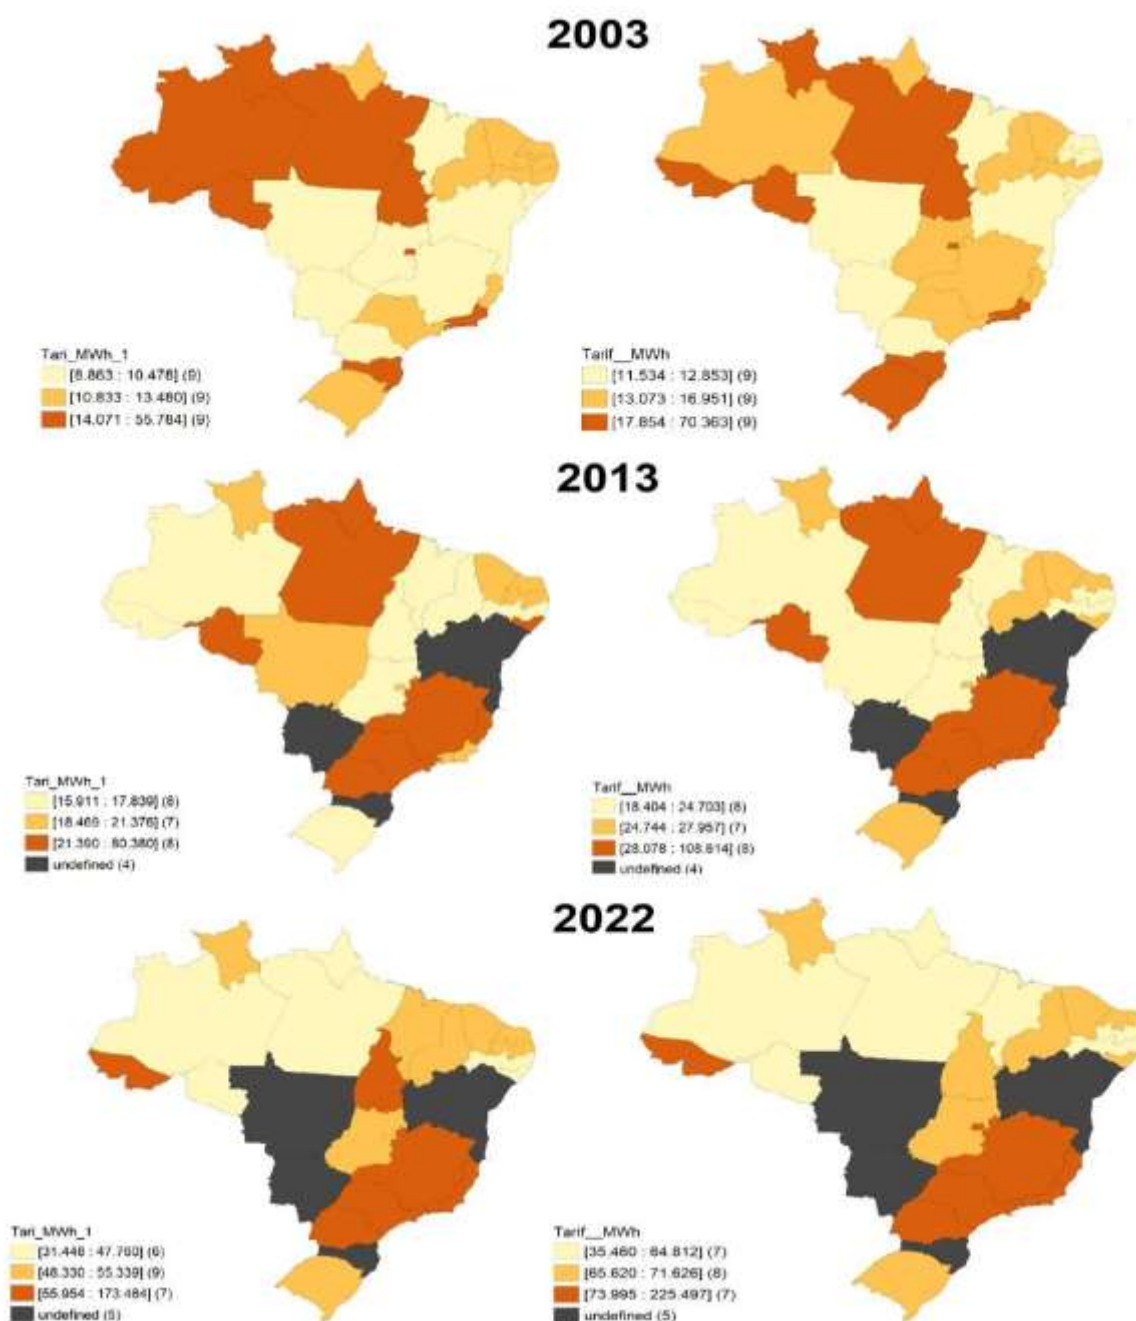 2003
Tari_MWh_1
[8.863 : 10.478] (9)
[10.833 : 13.480] (9)
[14.071 : 55.784] (9)
Tarif__MWh
[11.534 : 12.853] (9)
[13.073 : 16.951] (9)
[17.854 : 70.363] (9)
2013
Tari_MWh_1
[15.911 : 17.839] (8)
[18.469 : 21.376] (7)
[21.390 : 80.380] (8)
undefined (4)
Tarif__MWh
[18.404 : 24.703] (8)
[24.744 : 27.957] (7)
[28.078 : 108.614] (8)
undefined (4)
2022
Tari_MWh_1
[31.446 : 47.760] (6)
[48.330 : 55.339] (9)
[55.954 : 173.484] (7)
undefined (5)
Tarif__MWh
[35.460 : 64.812] (7)
[65.620 : 71.626] (8)
[73.995 : 225.497] (7)
undefined (5)